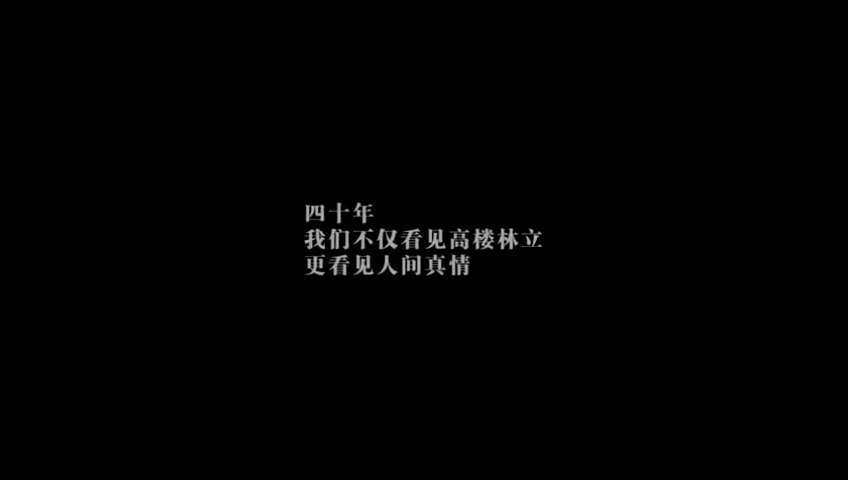 四十年
我们不仅看见高楼林立
更看见人间真情